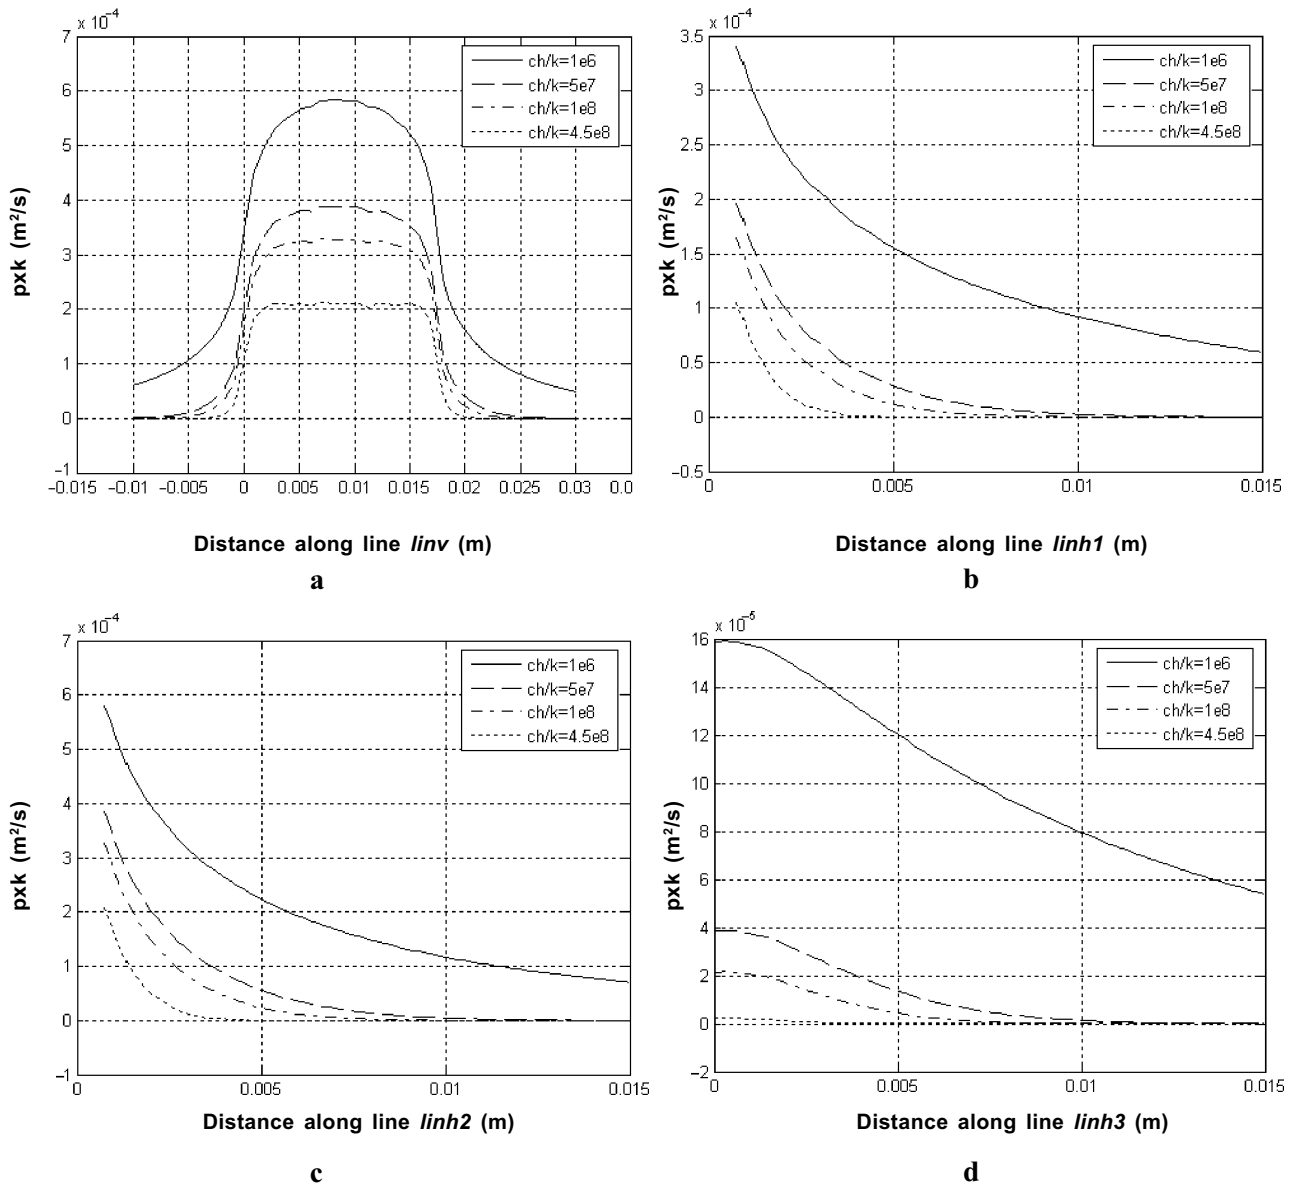 x 10⁻⁴
7
6
5
4
3
2
1
0
−1
−0.015 −0.01 −0.005 0 0.005 0.01 0.015 0.02 0.025 0.03 0.0
pxk (m²/s)
ch/k=1e6
ch/k=5e7
ch/k=1e8
ch/k=4.5e8
Distance along line linv (m)
a
x 10⁻⁴
3.5
3
2.5
2
1.5
1
0.5
0
−0.5
0 0.005 0.01 0.015
pxk (m²/s)
ch/k=1e6
ch/k=5e7
ch/k=1e8
ch/k=4.5e8
Distance along line linh1 (m)
b
x 10⁻⁴
7
6
5
4
3
2
1
0
−1
0 0.005 0.01 0.015
pxk (m²/s)
ch/k=1e6
ch/k=5e7
ch/k=1e8
ch/k=4.5e8
Distance along line linh2 (m)
c
x 10⁻⁵
16
14
12
10
8
6
4
2
0
−2
0 0.005 0.01 0.015
pxk (m²/s)
ch/k=1e6
ch/k=5e7
ch/k=1e8
ch/k=4.5e8
Distance along line linh3 (m)
d